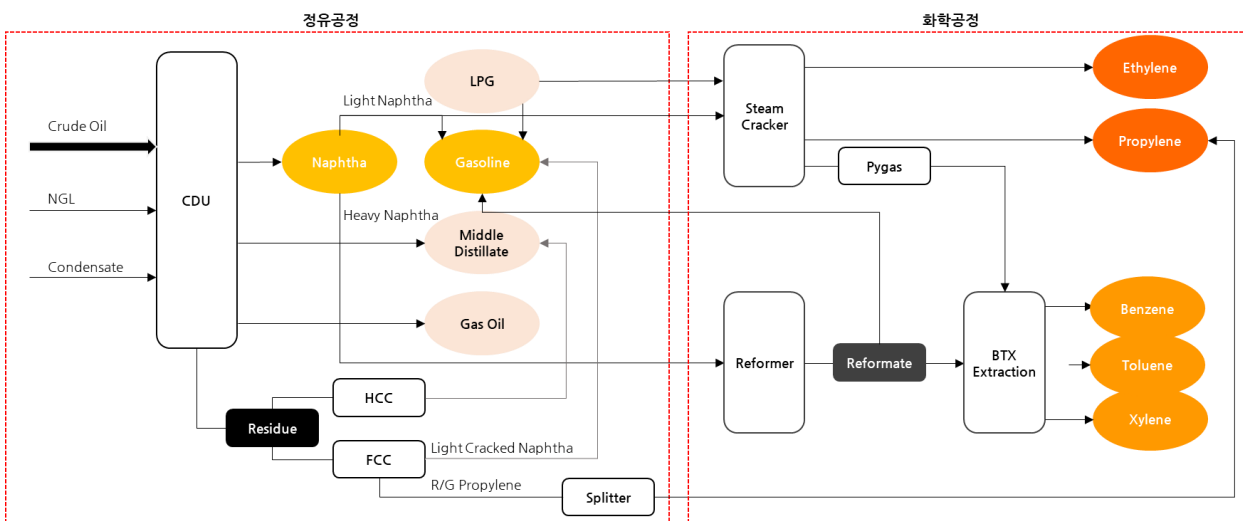 정유공정
화학공정
Crude Oil
NGL
Condensate
CDU
Naphtha
Light Naphtha
Heavy Naphtha
LPG
Gasoline
Middle
Distillate
Gas Oil
Residue
HCC
FCC
Light Cracked Naphtha
R/G Propylene
Splitter
Steam
Cracker
Pygas
Ethylene
Propylene
Reformer
Reformate
BTX
Extraction
Benzene
Toluene
Xylene